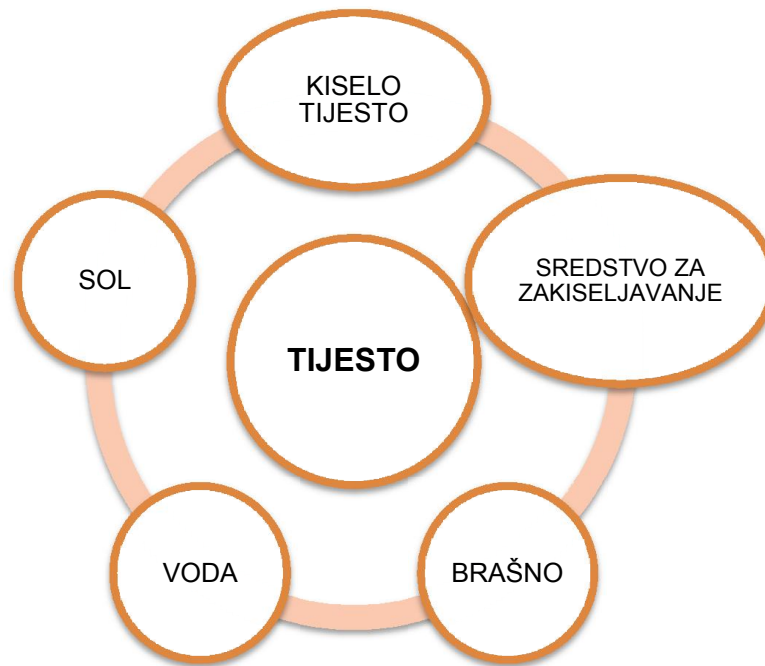 KISELO
TIJESTO
SREDSTVO ZA
ZAKISELJAVANJE
SOL
TIJESTO
VODA
BRAŠNO